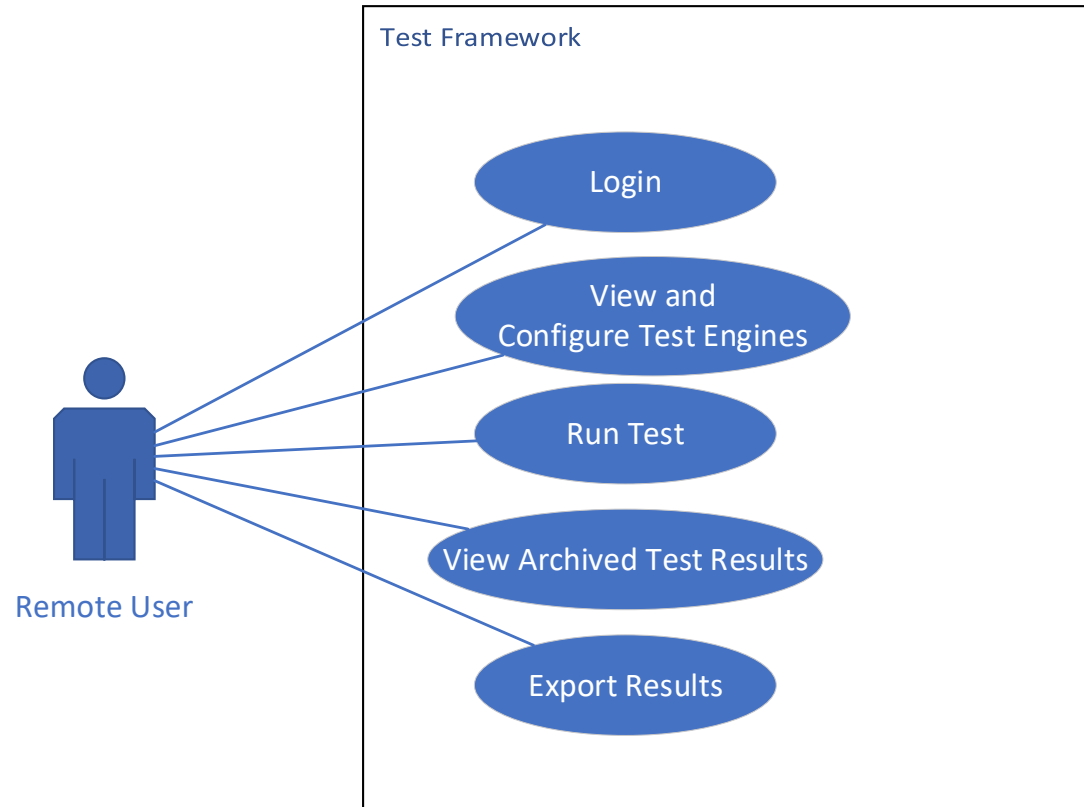 Test Framework
Login
View and
Configure Test Engines
Run Test
View Archived Test Results
Remote User
Export Results